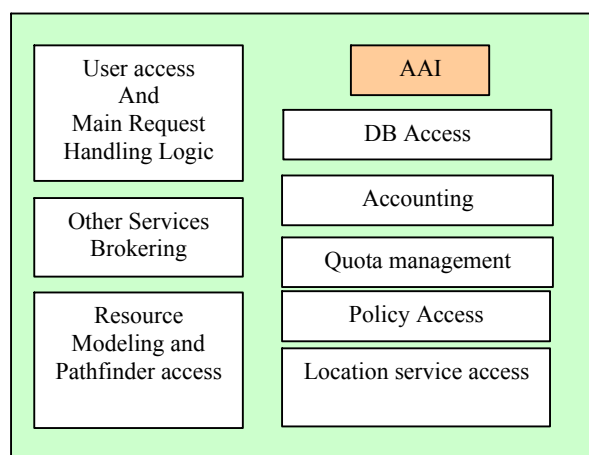 User access
And
Main Request
Handling Logic
Other Services
Brokering
Resource
Modeling and
Pathfinder access
AAI
DB Access
Accounting
Quota management
Policy Access
Location service access